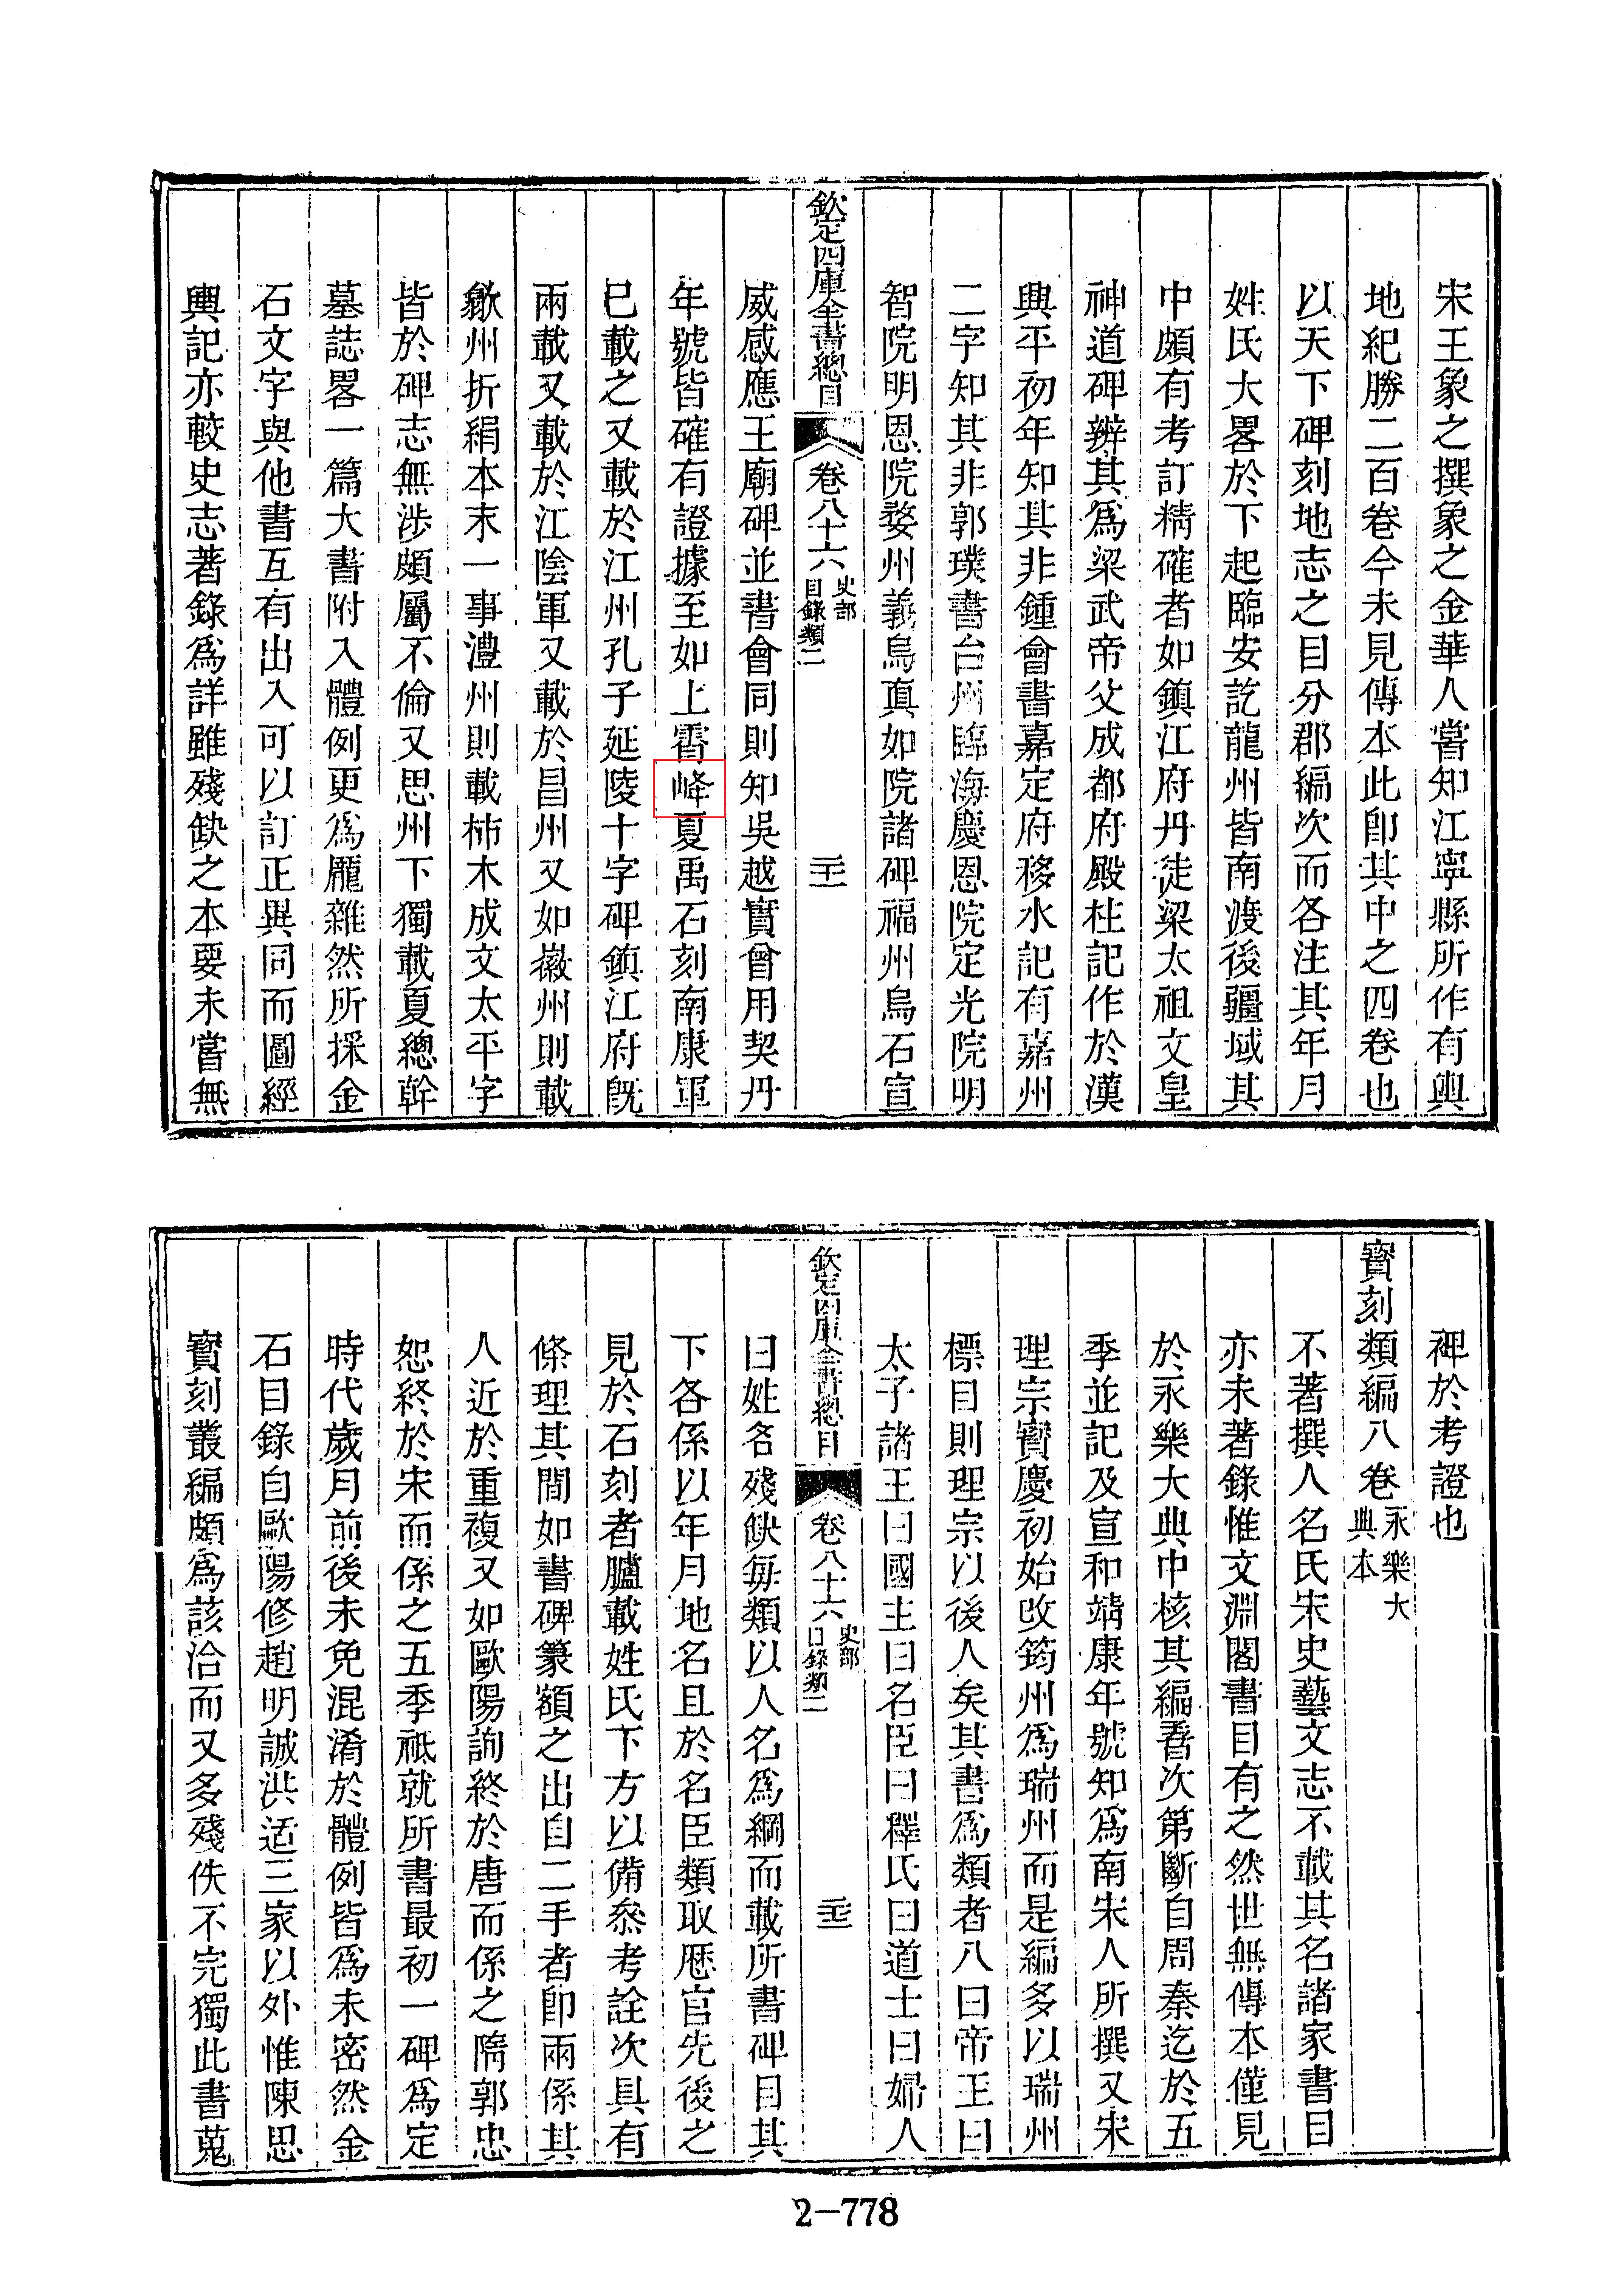 宋王象之撰象之金華人嘗知江寧縣所作有輿
地紀勝二百卷今未見傳本此卽其中之四卷也
以天下碑刻地志之目分郡編次而各注其年月
姓氏大畧於下起臨安訖龍州皆南渡後疆域其
中頗有考訂精確者如鎮江府丹徒梁太祖文皇
神道碑辨其爲梁武帝父成都府殿柱記作於漢
興平初年知其非鍾會書嘉定府移水記有嘉州
二字知其非郭璞書台州臨海慶恩院定光院明
智院明恩院婺州義烏真如院諸碑福州烏石宣
欽定四庫全書總目 卷八十六 史部 目錄類二 二十二
威感應王廟碑並書會同則知吳越實曾用契丹
年號皆確有證據至如上霄峰夏禹石刻南康軍
已載之又載於江州孔子延陵十字碑鎮江府旣
兩載又載於江陰軍又載於昌州又如徽州則載
歙州折絹本末一事澧州則載柿木成文太平字
皆於碑志無涉頗屬不倫又思州下獨載夏總幹
墓誌畧一篇大書附入體例更爲龐雜然所採金
石文字與他書互有出入可以訂正異同而圖經
輿記亦較史志著錄爲詳雖殘缺之本要未嘗無
裨於考證也
寶刻類編八卷 永樂大典本
不著撰人名氏宋史藝文志不載其名諸家書目
亦未著錄惟文淵閣書目有之然世無傳本僅見
於永樂大典中核其編香次第斷自周秦迄於五
季並記及宣和靖康年號知爲南宋人所撰又宋
理宗寶慶初始改筠州爲瑞州而是編多以瑞州
標目則理宗以後人矣其書爲類者八曰帝王曰
太子諸王曰國主曰名臣曰釋氏曰道士曰婦人
欽定四庫全書總目 卷八十六 史部 目錄類二 二十三
曰姓名殘缺每類以人名爲綱而載所書碑目其
下各係以年月地名且於名臣類取歷官先後之
見於石刻者臚載姓氏下方以備叅考詮次具有
條理其間如書碑篆額之出自二手者卽兩係其
人近於重複又如歐陽詢終於唐而係之隋郭忠
恕終於宋而係之五季祗就所書最初一碑爲定
時代歲月前後未免混淆於體例皆爲未密然金
石目錄自歐陽修趙明誠洪适三家以外惟陳思
寶刻叢編頗爲該洽而又多殘佚不完獨此書蒐
2-778